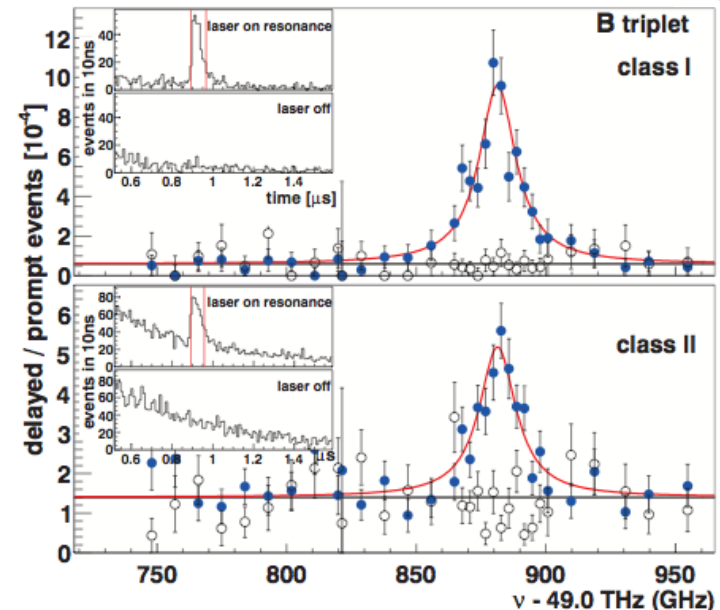 B triplet
class I
delayed / prompt events [10⁻⁴]
12
10
8
6
4
2
0
events in 10ns
laser on resonance
40
20
0
laser off
40
20
0
0.6 0.8 1 1.2 1.4
time [μs]
class II
6
5
4
3
2
1
0
events in 10ns
laser on resonance
80
60
40
20
0
laser off
80
60
40
20
0
0.6 0.8 1 1.2 1.4 μs
750 800 850 900 950
ν - 49.0 THz (GHz)